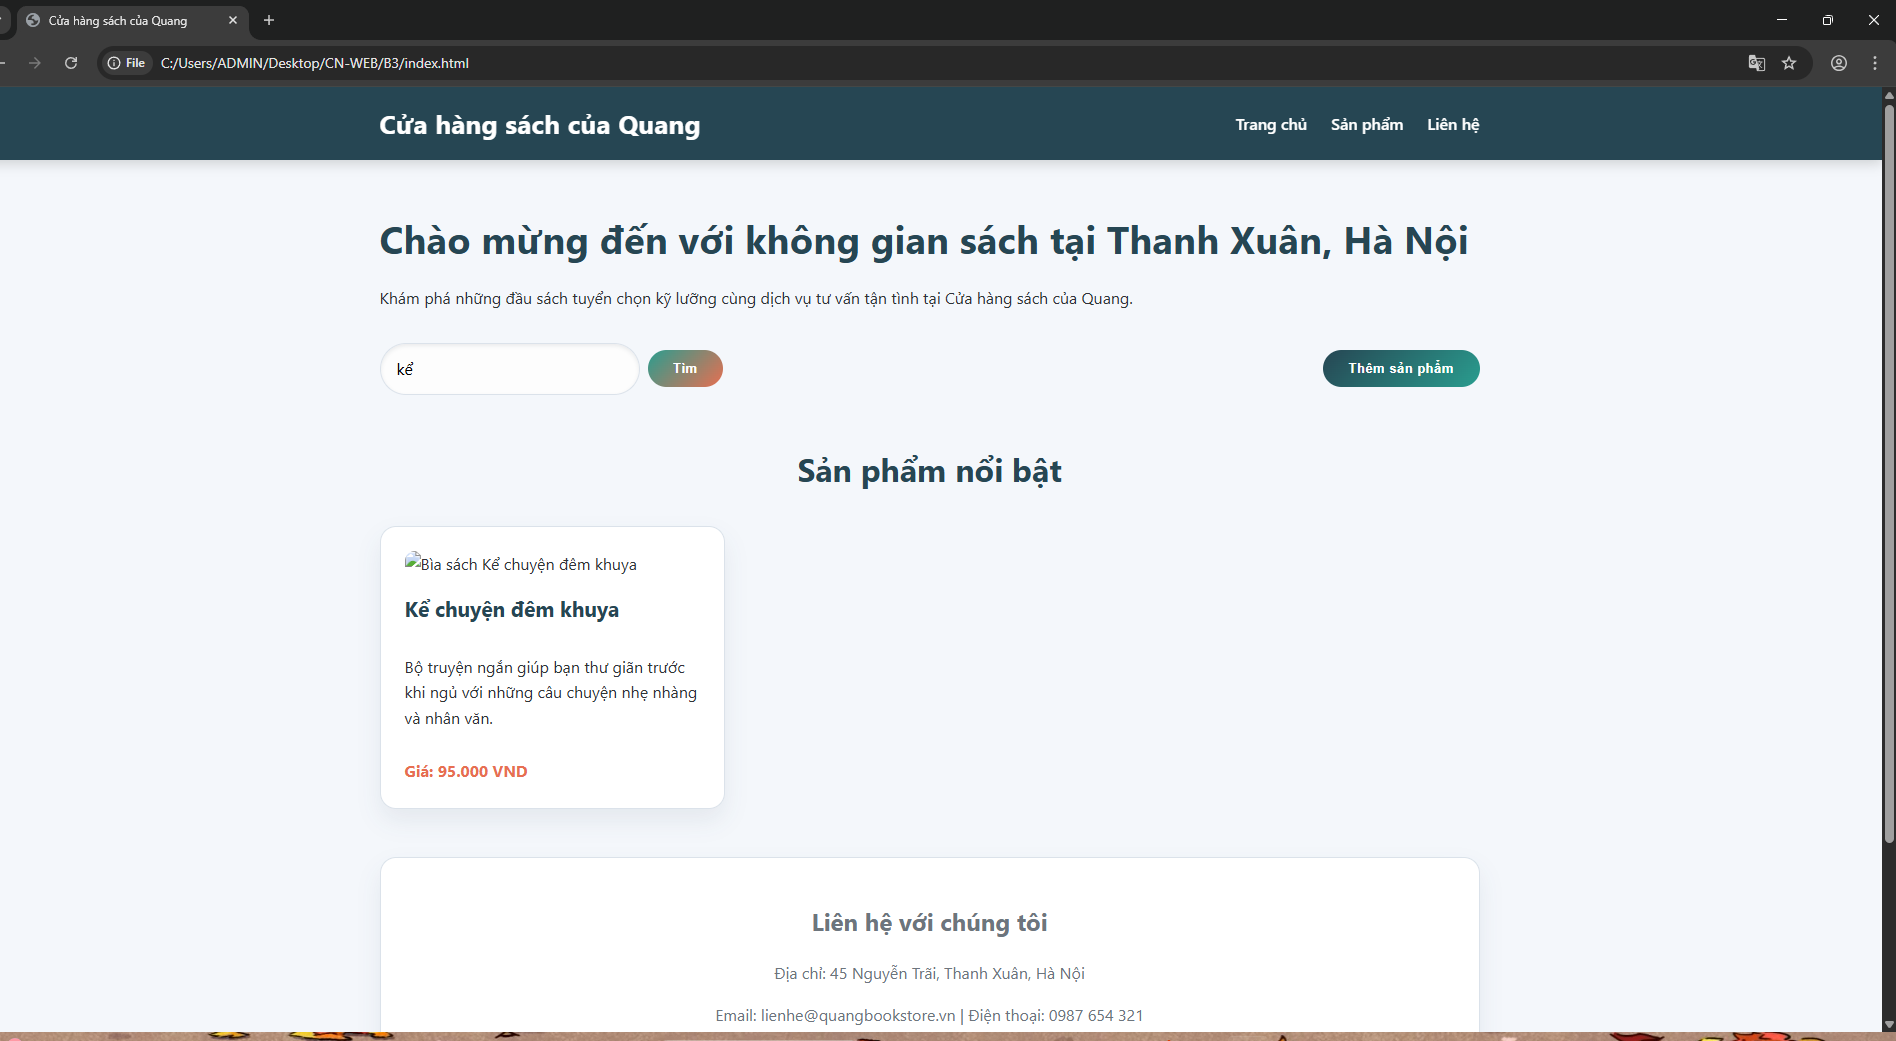 Cửa hàng sách của Quang
File
C:/Users/ADMIN/Desktop/CN-WEB/B3/index.html
Cửa hàng sách của Quang
Trang chủ
Sản phẩm
Liên hệ
Chào mừng đến với không gian sách tại Thanh Xuân, Hà Nội
Khám phá những đầu sách tuyển chọn kỹ lưỡng cùng dịch vụ tư vấn tận tình tại Cửa hàng sách của Quang.
kể
Tìm
Thêm sản phẩm
Sản phẩm nổi bật
Bìa sách Kể chuyện đêm khuya
Kể chuyện đêm khuya
Bộ truyện ngắn giúp bạn thư giãn trước
khi ngủ với những câu chuyện nhẹ nhàng
và nhân văn.
Giá: 95.000 VND
Liên hệ với chúng tôi
Địa chỉ: 45 Nguyễn Trãi, Thanh Xuân, Hà Nội
Email: lienhe@quangbookstore.vn | Điện thoại: 0987 654 321